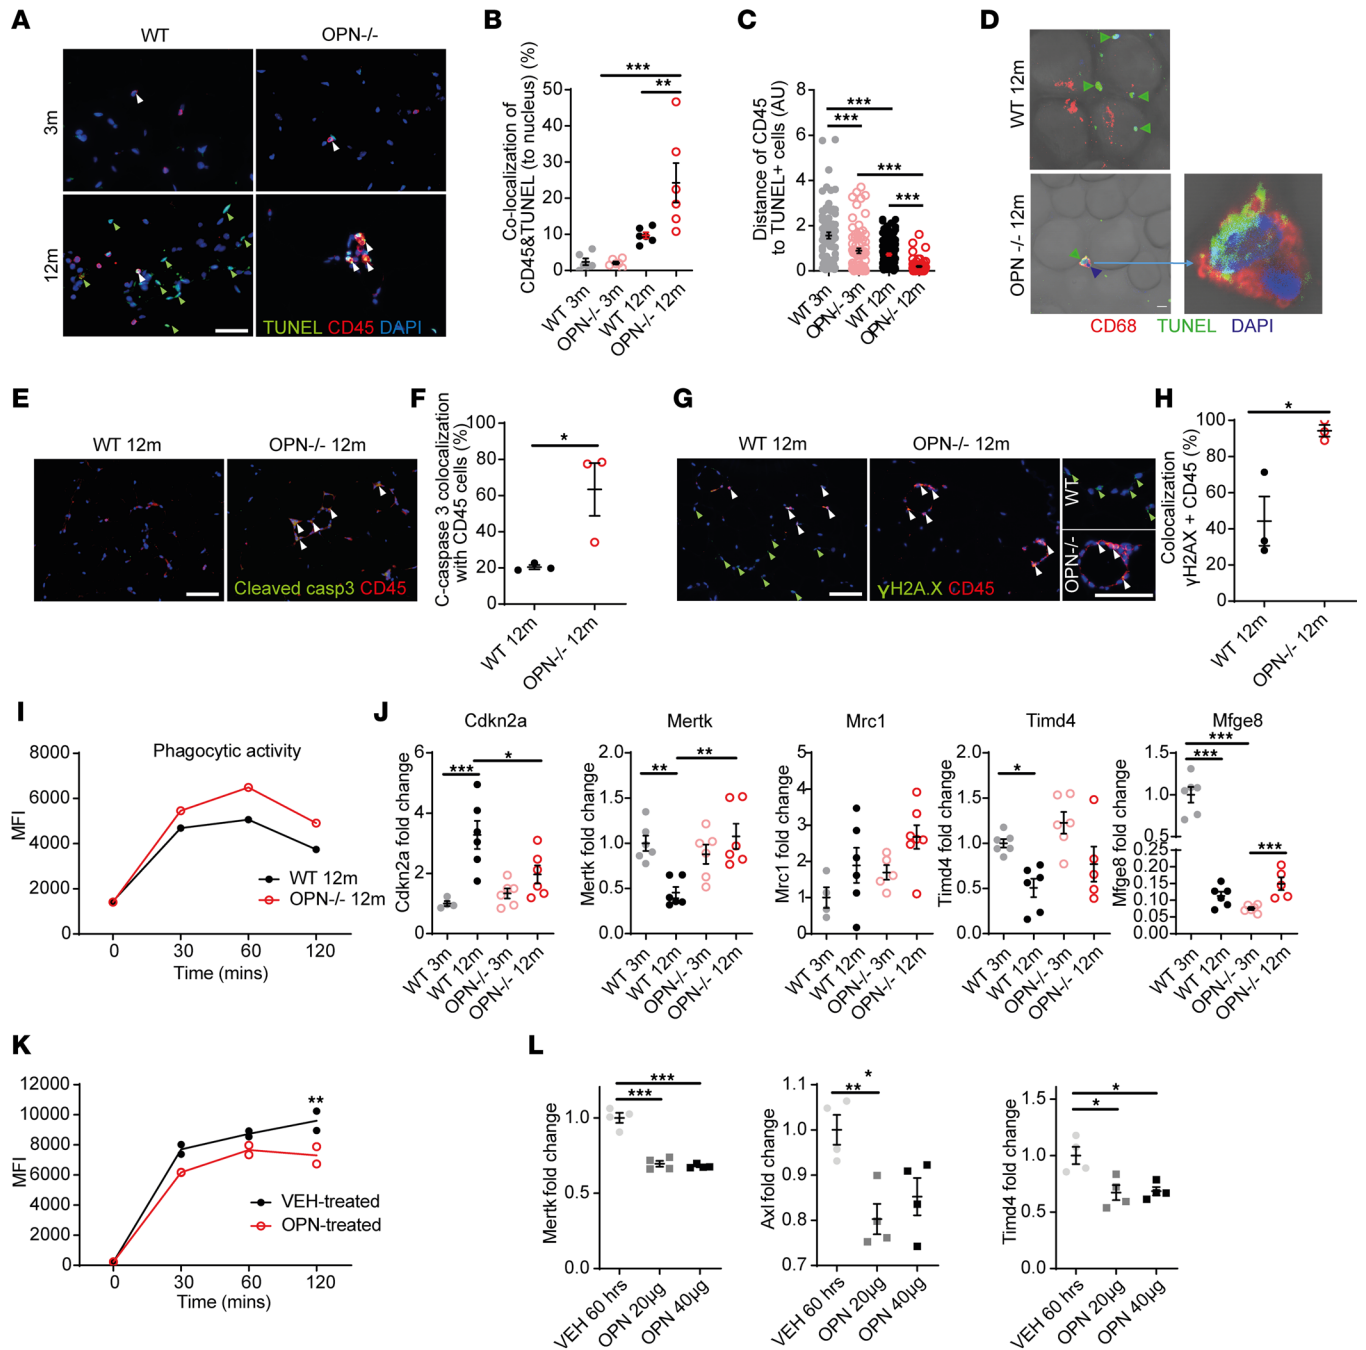 A
WT
OPN-/-
3m
12m
TUNEL CD45 DAPI
B
***
**
Co-localization of
CD45&TUNEL (to nucleus) (%)
50
40
30
20
10
0
WT 3m
OPN-/- 3m
WT 12m
OPN-/- 12m
C
***
***
***
***
Distance of CD45
to TUNEL+ cells (AU)
8
6
4
2
0
WT 3m
OPN-/- 3m
WT 12m
OPN-/- 12m
D
WT 12m
OPN -/- 12m
CD68 TUNEL DAPI
E
WT 12m
OPN-/- 12m
Cleaved casp3 CD45
F
*
C-caspase 3 colocalization
with CD45 cells (%)
100
80
60
40
20
0
WT 12m
OPN-/- 12m
G
WT 12m
OPN-/- 12m
WT
OPN-/-
γH2A.X CD45
H
*
Colocalization
γH2AX + CD45 (%)
100
80
60
40
20
0
WT 12m
OPN-/- 12m
I
Phagocytic activity
MFI
8000
6000
4000
2000
0
WT 12m
OPN-/- 12m
0 30 60 120
Time (mins)
J
Cdkn2a
*
***
Cdkn2a fold change
6
4
2
0
WT 3m
WT 12m
OPN-/- 3m
OPN-/- 12m
Mertk
**
**
Mertk fold change
2.0
1.5
1.0
0.5
0.0
WT 3m
WT 12m
OPN-/- 3m
OPN-/- 12m
Mrc1
Mrc1 fold change
5
4
3
2
1
0
WT 3m
WT 12m
OPN-/- 3m
OPN-/- 12m
Timd4
*
Timd4 fold change
2.0
1.5
1.0
0.5
0.0
WT 3m
WT 12m
OPN-/- 3m
OPN-/- 12m
Mfge8
***
***
***
Mfge8 fold change
1.5
1.0
0.5
0.25
0.20
0.15
0.10
0.05
0.00
WT 3m
WT 12m
OPN-/- 3m
OPN-/- 12m
K
MFI
12000
10000
8000
6000
4000
3000
2000
0
**
VEH-treated
OPN-treated
0 30 60 120
Time (mins)
L
***
***
Mertk fold change
1.0
0.5
0.0
VEH 60 hrs
OPN 20µg
OPN 40µg
*
**
Axl fold change
1.1
1.0
0.9
0.8
0.7
VEH 60 hrs
OPN 20µg
OPN 40µg
*
*
Timd4 fold change
1.5
1.0
0.5
0.0
VEH 60 hrs
OPN 20µg
OPN 40µg